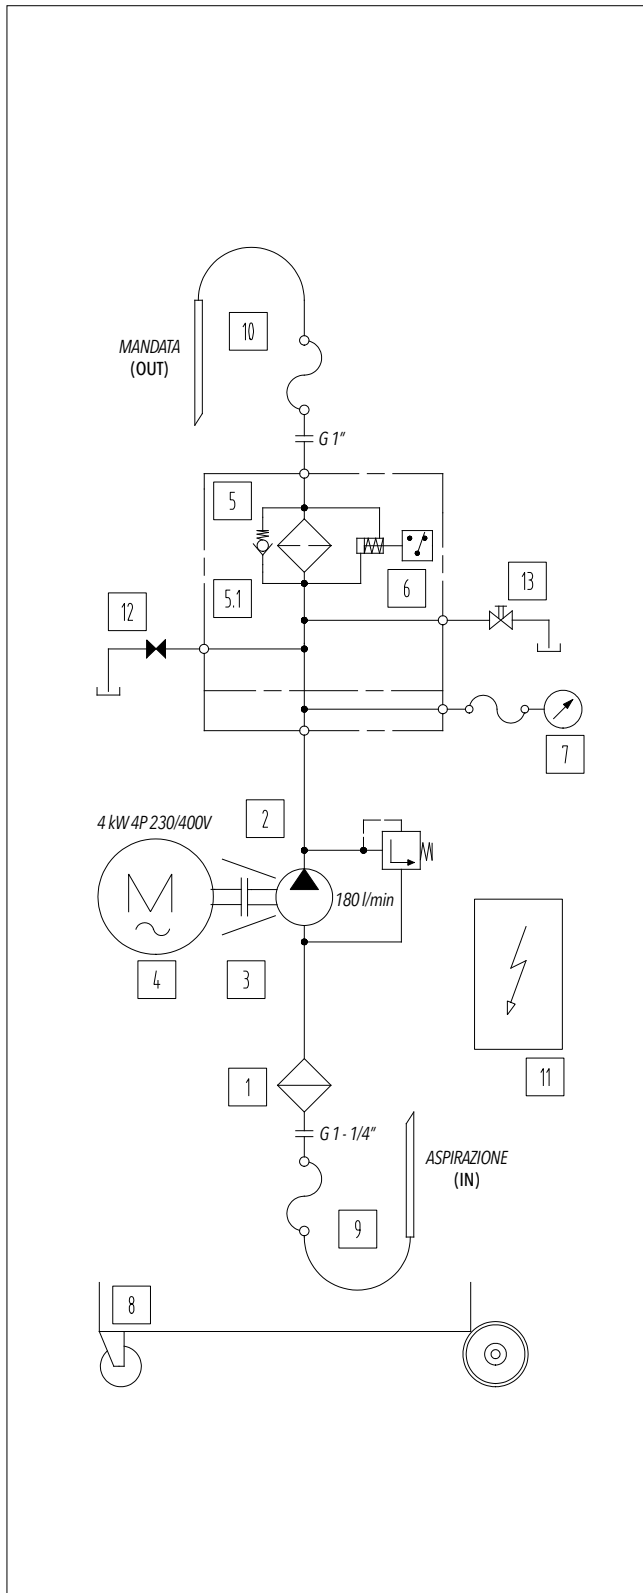 10
MANDATA
(OUT)
G 1"
5
5.1
6
13
12
7
2
4 kW 4P 230/400V
M
180 l/min
4
3
11
1
G 1 - 1/4"
ASPIRAZIONE
(IN)
9
8